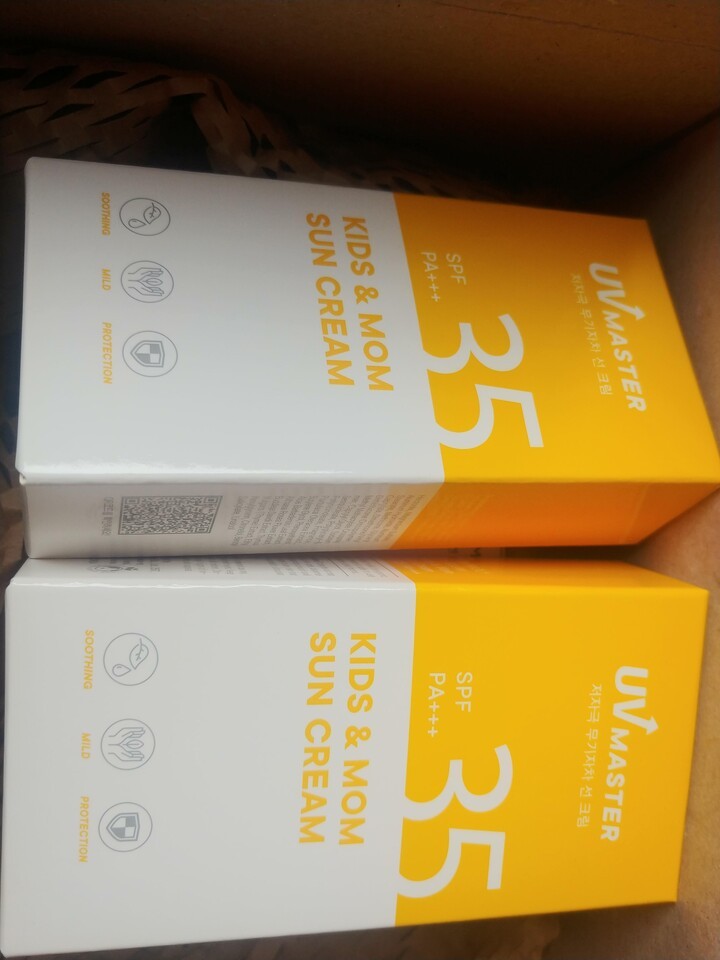 UV MASTER
저자극 무기자차 선 크림
SPF
PA+++
35
KIDS & MOM
SUN CREAM
SOOTHING
MILD
PROTECTION
UV MASTER
저자극 무기자차 선 크림
SPF
PA+++
35
KIDS & MOM
SUN CREAM
SOOTHING
MILD
PROTECTION